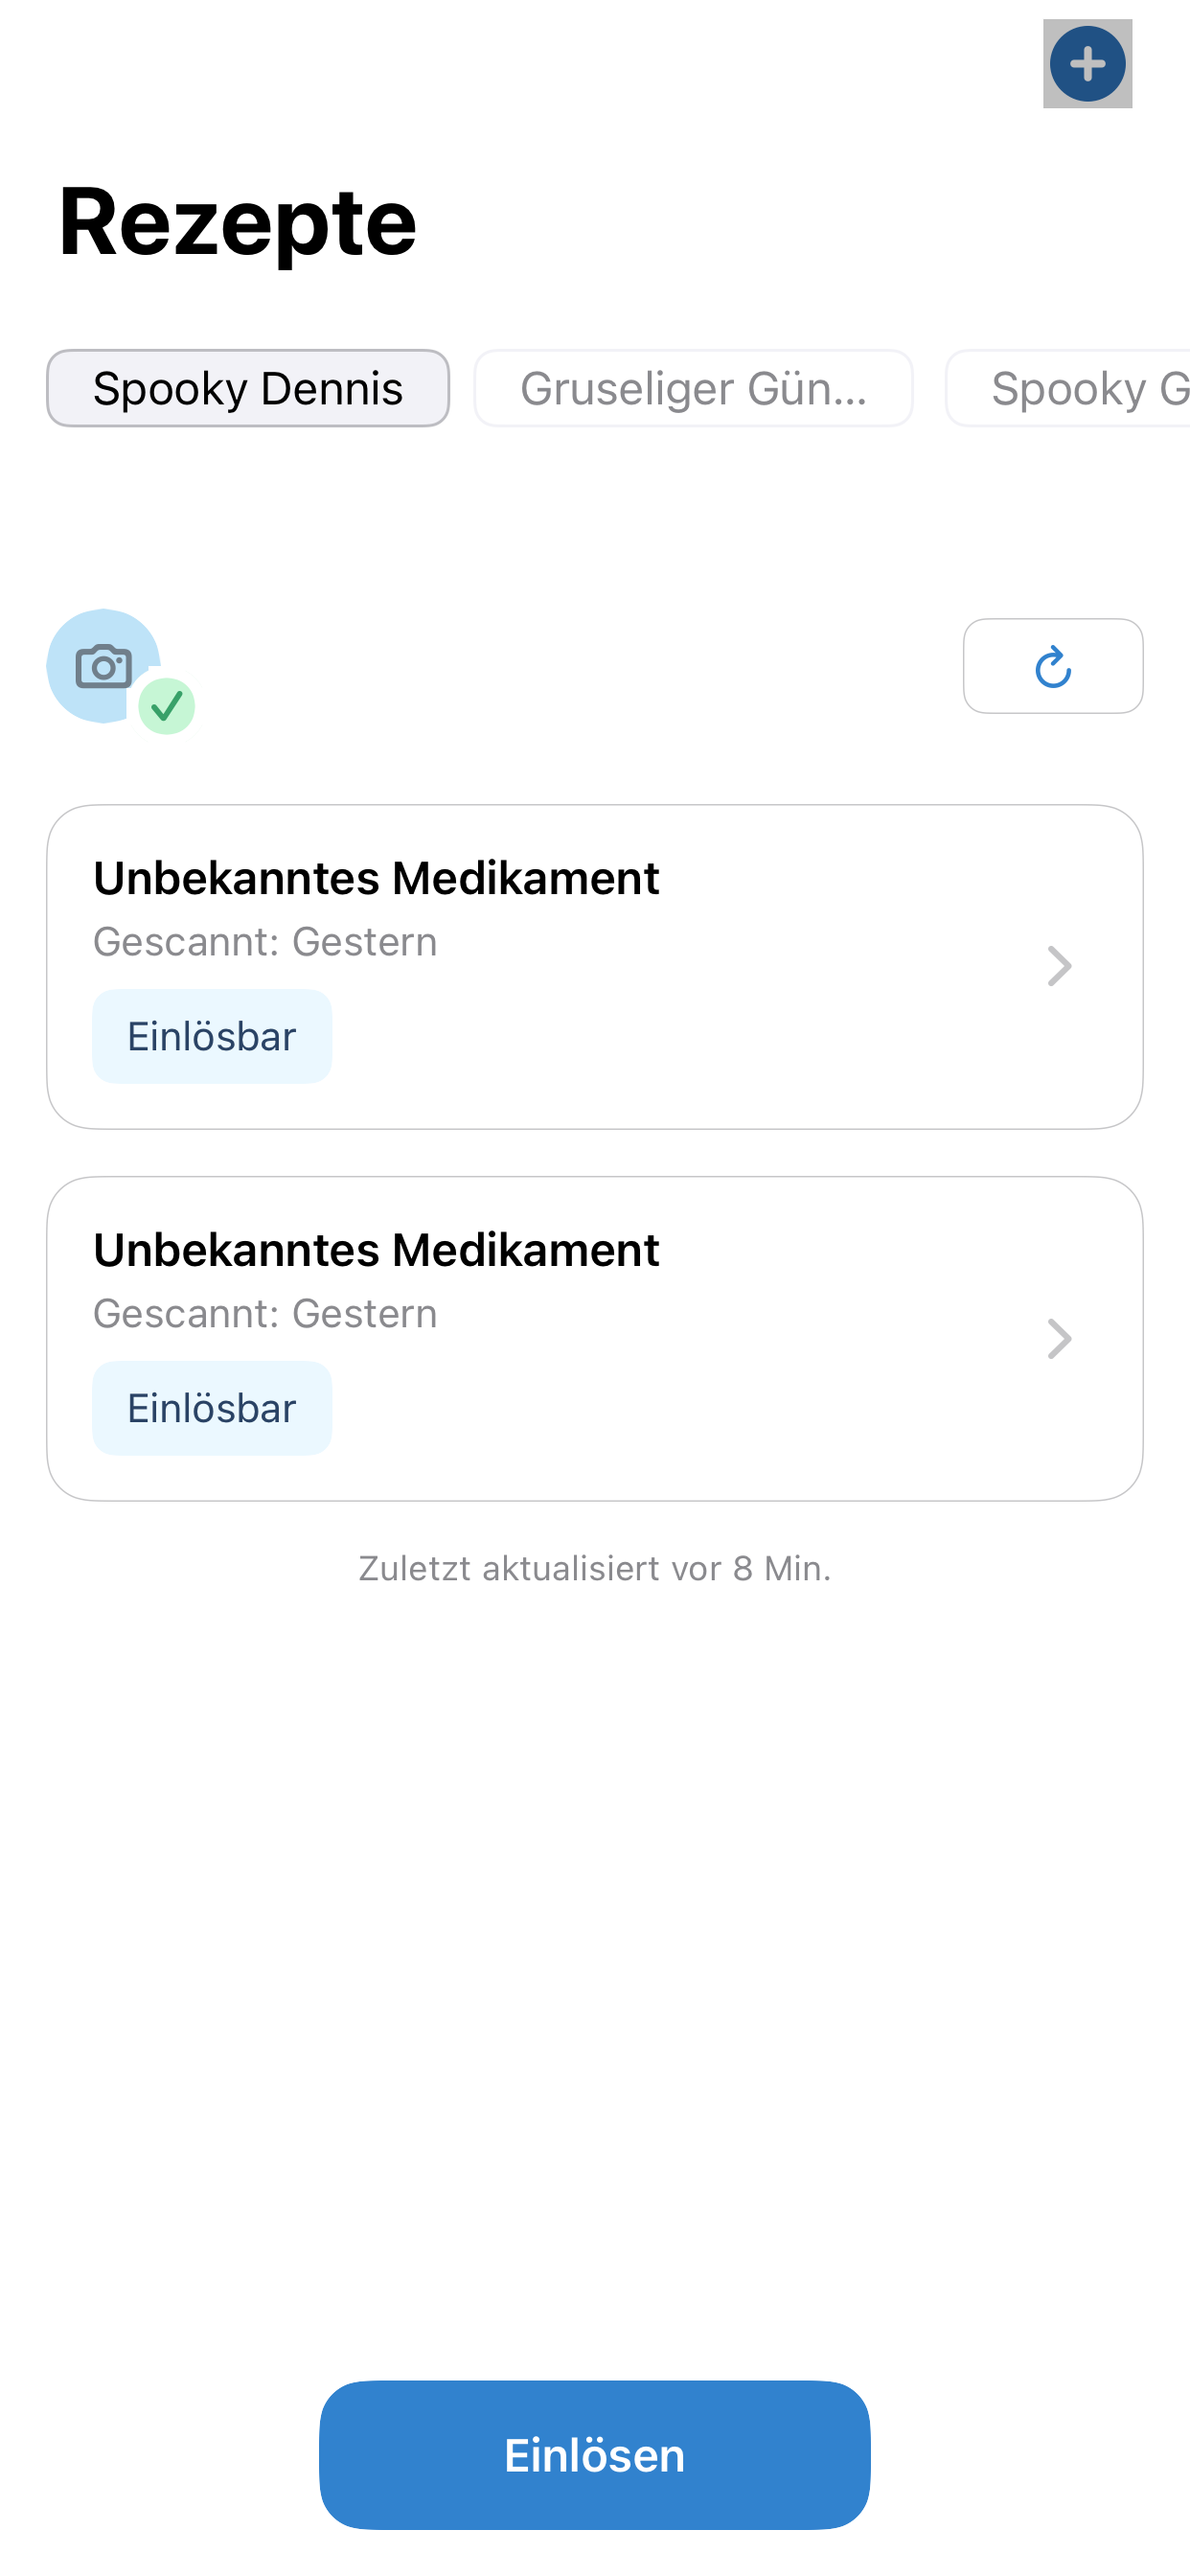 Rezepte
Spooky Dennis
Gruseliger Gün...
Spooky G
Unbekanntes Medikament
Gescannt: Gestern
Einlösbar
Unbekanntes Medikament
Gescannt: Gestern
Einlösbar
Zuletzt aktualisiert vor 8 Min.
Einlösen